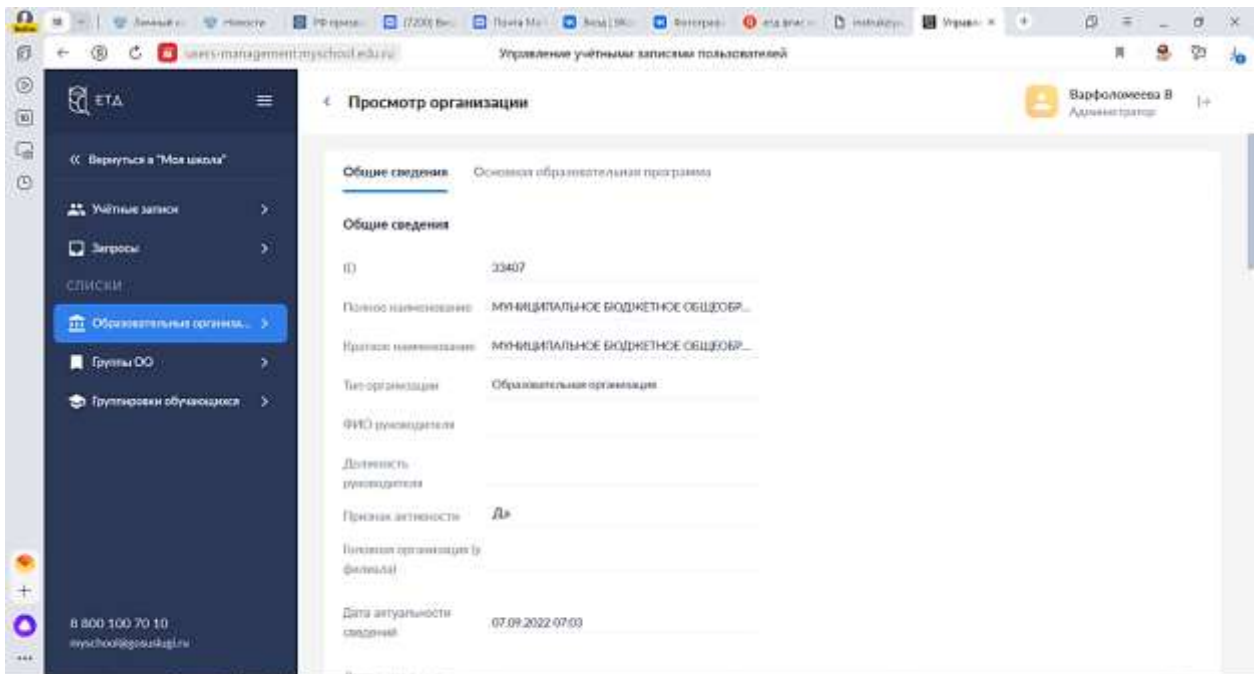 users-management.myschool.edu.ru
Управление учётными записями пользователей
ЕТД
Просмотр организации
Варфоломеева В
Администратор
Вернуться в "Моя школа"
Общие сведения
Основная образовательная программа
Учётные записи
Общие сведения
Запросы
ID
33407
СПИСКИ
Полное наименование
МУНИЦИПАЛЬНОЕ БЮДЖЕТНОЕ ОБЩЕОБР...
Образовательные организа...
Краткое наименование
МУНИЦИПАЛЬНОЕ БЮДЖЕТНОЕ ОБЩЕОБР...
Группы ОО
Тип организации
Образовательная организация
Группировки обучающихся
ФИО руководителя
Должность
руководителя
Признак активности
Да
Головная организация (у
филиала)
Дата актуальности
сведений
07.09.2022 07:03
8 800 100 70 10
myschool@gosuslugi.ru